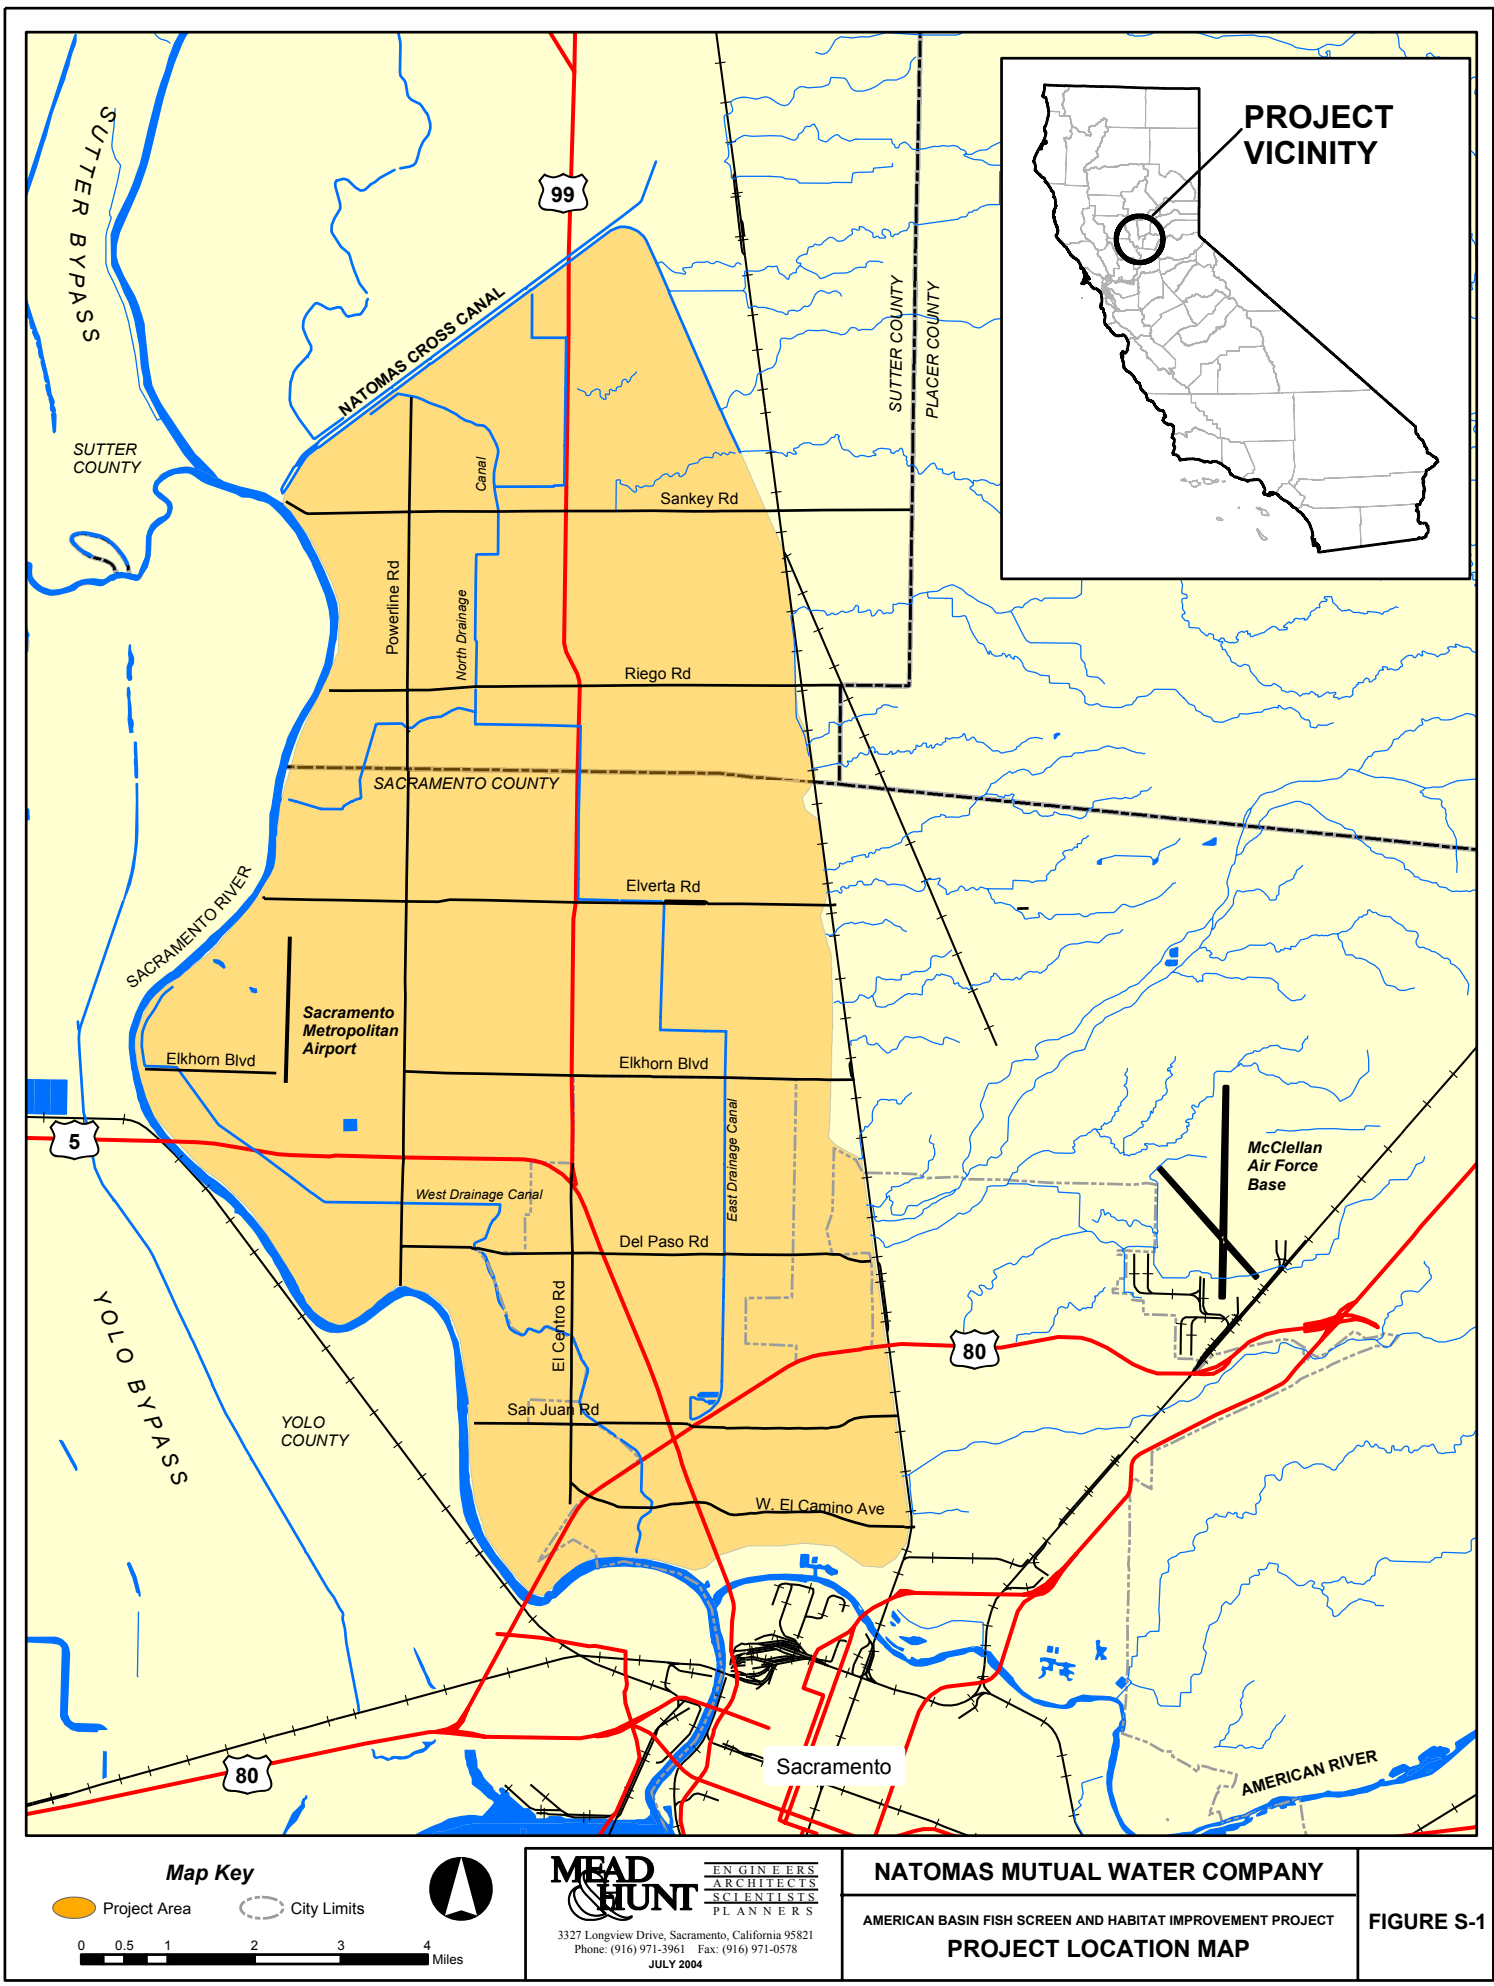 PROJECT
VICINITY
SUTTER BYPASS
99
NATOMAS CROSS CANAL
SUTTER COUNTY
PLACER COUNTY
SUTTER
COUNTY
Canal
Sankey Rd
Powerline Rd
North Drainage
Riego Rd
SACRAMENTO COUNTY
Elverta Rd
SACRAMENTO RIVER
Sacramento
Metropolitan
Airport
Elkhorn Blvd
Elkhorn Blvd
5
East Drainage Canal
McClellan
Air Force
Base
West Drainage Canal
Del Paso Rd
YOLO BYPASS
El Centro Rd
80
YOLO
COUNTY
San Juan Rd
W. El Camino Ave
80
Sacramento
AMERICAN RIVER
Map Key
Project Area
City Limits
0 0.5 1 2 3 4
Miles
MEAD
& HUNT
ENGINEERS
ARCHITECTS
SCIENTISTS
PLANNERS
3327 Longview Drive, Sacramento, California 95821
Phone: (916) 971-3961 Fax: (916) 971-0578
JULY 2004
NATOMAS MUTUAL WATER COMPANY
AMERICAN BASIN FISH SCREEN AND HABITAT IMPROVEMENT PROJECT
PROJECT LOCATION MAP
FIGURE S-1